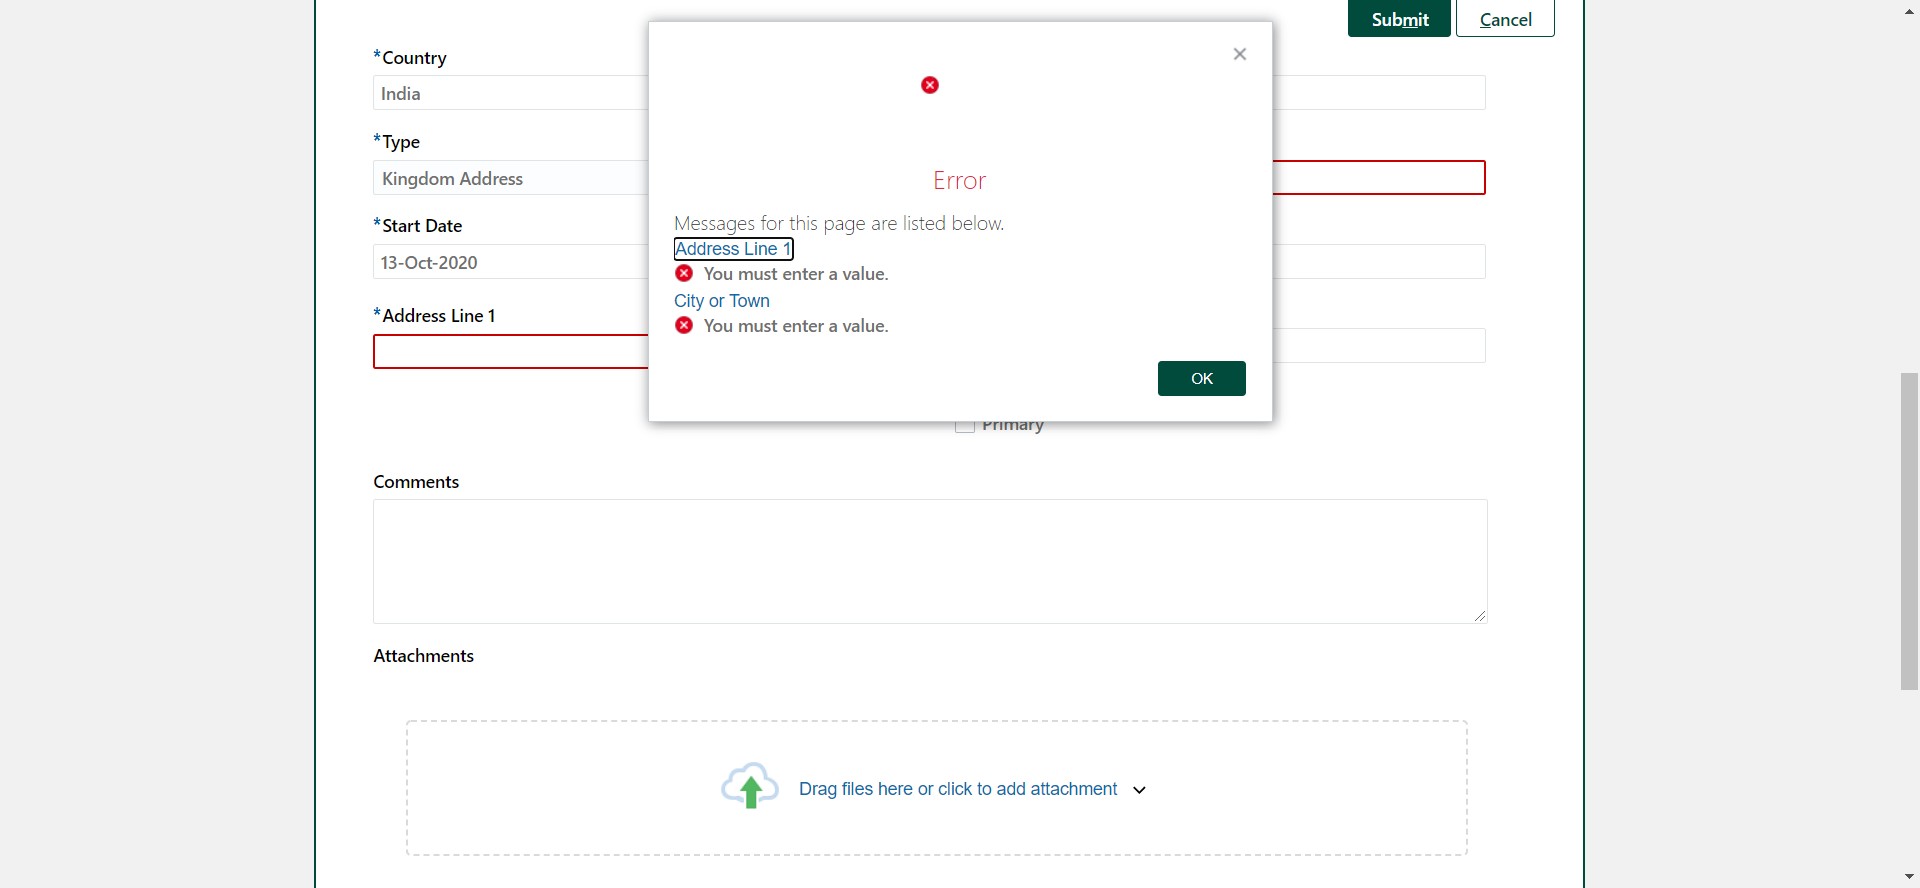 Submit
Cancel
*Country
India
*Type
Kingdom Address
*Start Date
13-Oct-2020
*Address Line 1
Error
Messages for this page are listed below.
Address Line 1
You must enter a value.
City or Town
You must enter a value.
OK
Primary
Comments
Attachments
Drag files here or click to add attachment